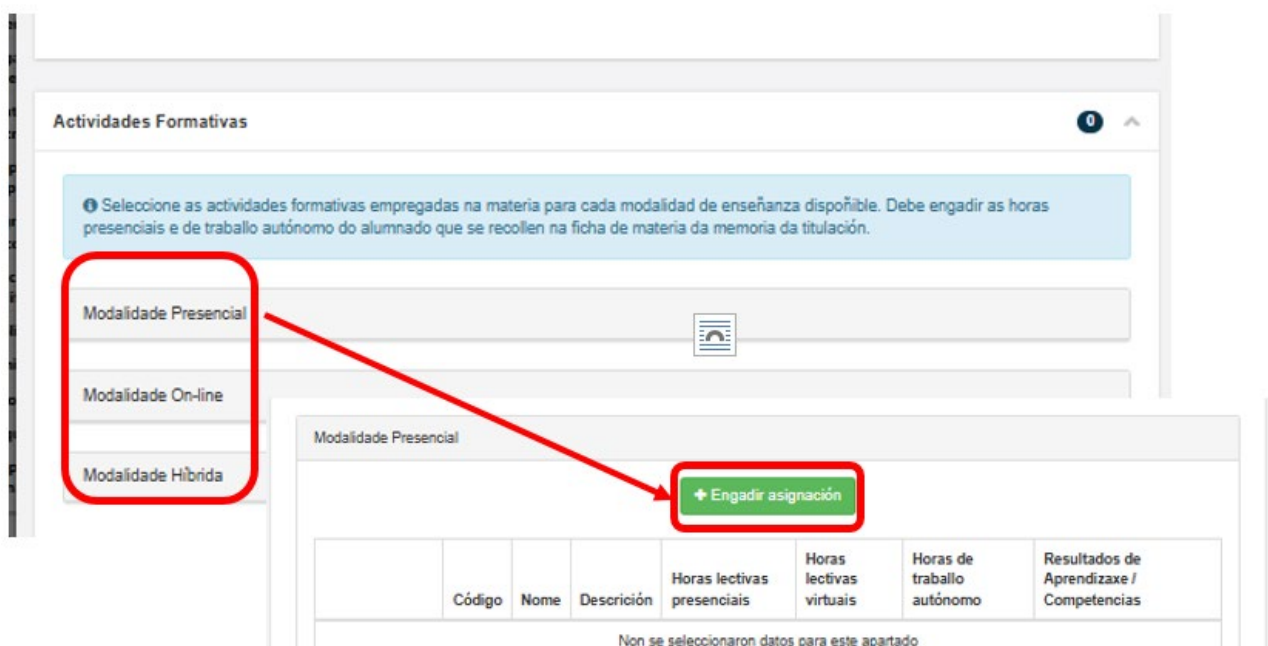 Actividades Formativas
0
Seleccione as actividades formativas empregadas na materia para cada modalidad de enseñanza dispoñible. Debe engadir as horas
presenciais e de traballo autónomo do alumnado que se recollen na ficha de materia da memoria da titulación.
Modalidade Presencial
Modalidade On-line
Modalidade Híbrida
Modalidade Presencial
Engadir asignación
Código Nome Descrición Horas lectivas presenciais Horas lectivas virtuais Horas de traballo autónomo Resultados de Aprendizaxe / Competencias
Non se seleccionaron datos para este apartado